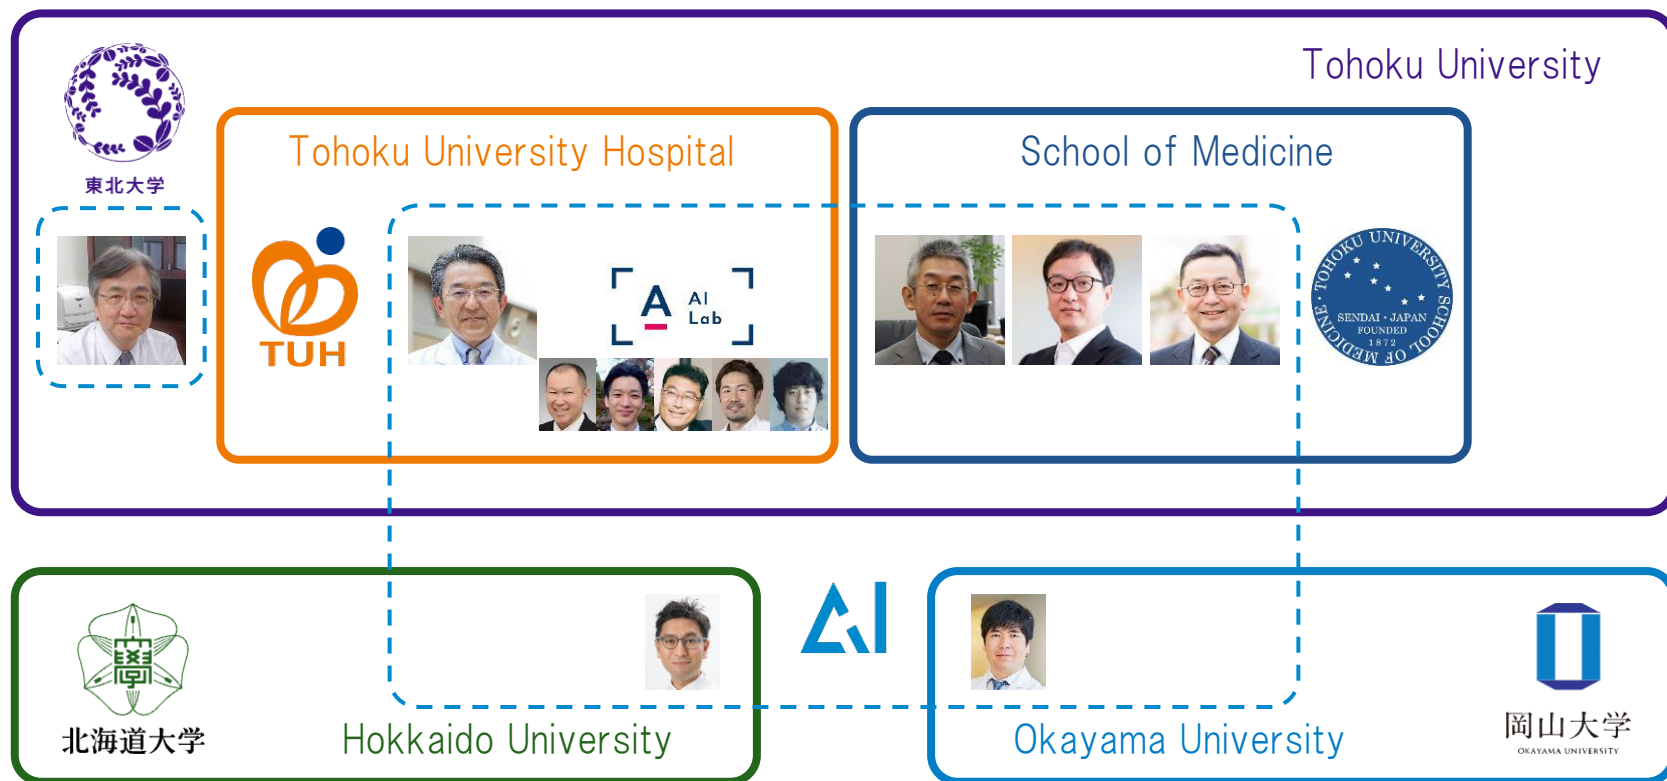 Tohoku University
東北大学
Tohoku University Hospital
School of Medicine
TUH
A AI
Lab
TOHOKU UNIVERSITY SCHOOL OF MEDICINE
SENDAI・JAPAN
FOUNDED
1872
AI
北海道大学
Hokkaido University
Okayama University
岡山大学
OKAYAMA UNIVERSITY